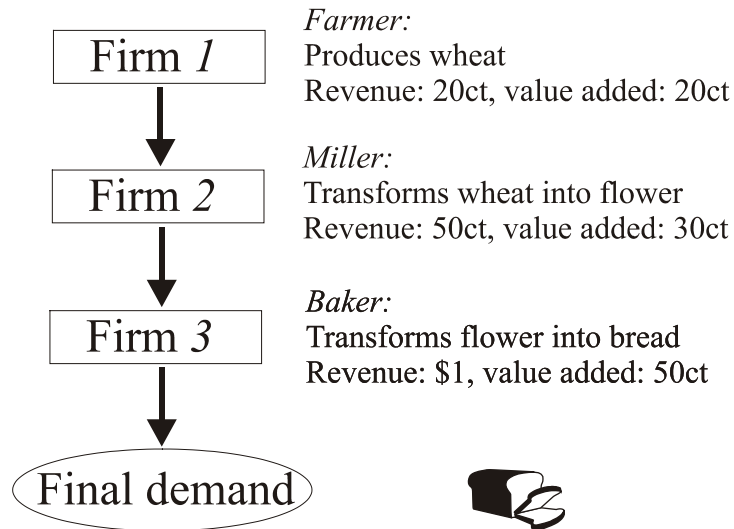 Firm 1
Farmer:
Produces wheat
Revenue: 20ct, value added: 20ct
Firm 2
Miller:
Transforms wheat into flower
Revenue: 50ct, value added: 30ct
Firm 3
Baker:
Transforms flower into bread
Revenue: $1, value added: 50ct
Final demand